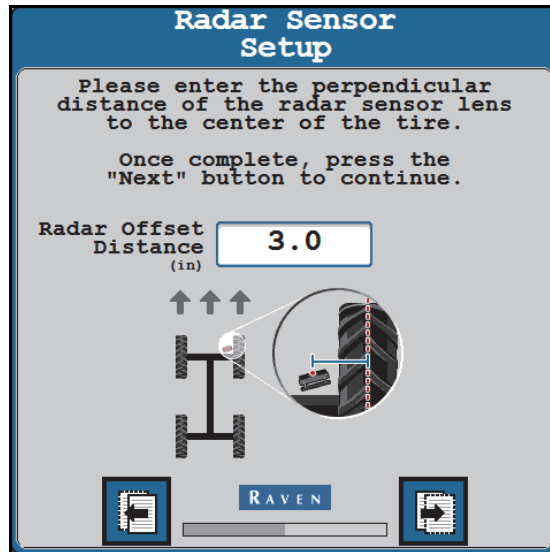 Radar Sensor
Setup
Please enter the perpendicular
distance of the radar sensor lens
to the center of the tire.
Once complete, press the
"Next" button to continue.
Radar Offset
Distance
(in)
3.0
RAVEN